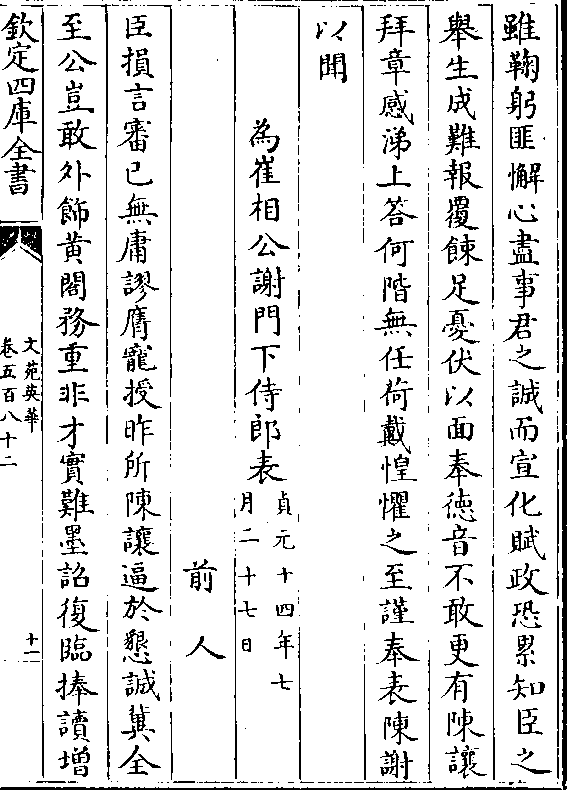 雖鞠躬匪懈心盡事君之誠而宣化賦政恐累知臣之
舉生成難報覆餗足憂伏以面奉徳音不敢更有陳讓
拜章感涕上答何階無任荷戴惶懼之至謹奉表陳謝
以聞
為崔相公謝門下侍郎表
貞元十四年七
月二十七日
前人
臣損言審已無庸謬膺寵授昨所陳讓逼於懇誠冀全
至公豈敢外飾黄閣務重非才實難墨詔復臨捧讀增
欽定四庫全書
文苑英華
卷五百八十二
十一